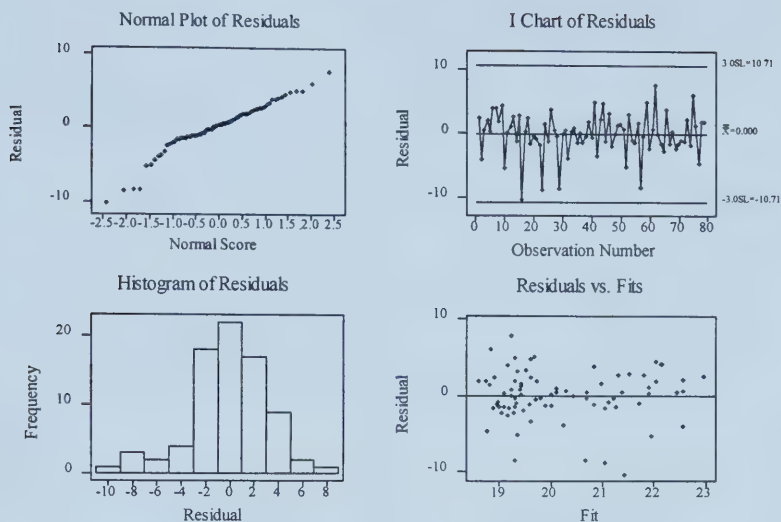 Normal Plot of Residuals
10
0
-10
Residual
-2.5 -2.0 -1.5 -1.0 -0.5 0.0 0.5 1.0 1.5 2.0 2.5
Normal Score
I Chart of Residuals
10
0
-10
Residual
3.0SL=10.71
X=0.000
-3.0SL=-10.71
0 10 20 30 40 50 60 70 80
Observation Number
Histogram of Residuals
20
10
0
Frequency
-10 -8 -6 -4 -2 0 2 4 6 8
Residual
Residuals vs. Fits
10
0
-10
Residual
19 20 21 22 23
Fit